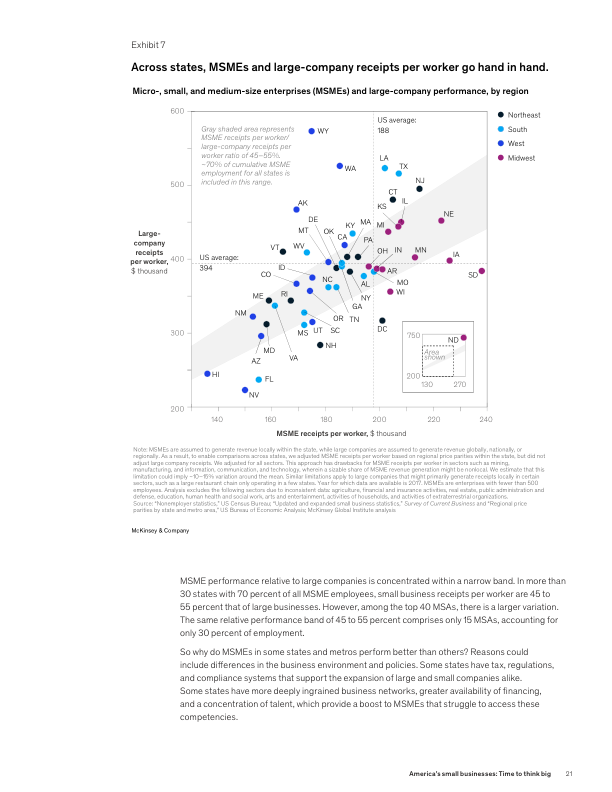 Exhibit 7
Across states, MSMEs and large-company receipts per worker go hand in hand.
Micro-, small, and medium-size enterprises (MSMEs) and large-company performance, by region
600
500
400
300
200
Large-
company
receipts
per worker,
$ thousand
Gray shaded area represents
MSME receipts per worker/
large-company receipts per
worker ratio of 45–55%.
~70% of cumulative MSME
employment for all states is
included in this range.
US average:
188
US average:
394
Northeast
South
West
Midwest
WY
WA
LA
TX
NJ
CT
IL
KS
AK
NE
DE
KY
MA
MI
OK
MT
CA
PA
VT
WV
OH
IN
MN
IA
SD
ID
AR
CO
NC
AL
MO
NY
WI
ME
RI
GA
NM
OR
TN
DC
MS
UT
SC
MD
NH
AZ
VA
HI
FL
NV
750
ND
Area
shown
200
130
270
140
160
180
200
220
240
MSME receipts per worker, $ thousand
Note: MSMEs are assumed to generate revenue locally within the state, while large companies are assumed to generate revenue globally, nationally, or
regionally. As a result, to enable comparisons across states, we adjusted MSME receipts per worker based on regional price parities within the state, but did not
adjust large company receipts. We adjusted for all sectors. This approach has drawbacks for MSME receipts per worker in sectors such as mining,
manufacturing, and information, communication, and technology, wherein a sizable share of MSME revenue generation might be nonlocal. We estimate that this
limitation could imply ~10–15% variation around the mean. Similar limitations apply to large companies that might primarily generate receipts locally in certain
sectors, such as a large restaurant chain only operating in a few states. Year for which data are available is 2017. MSMEs are enterprises with fewer than 500
employees. Analysis excludes the following sectors due to inconsistent data: agriculture, financial and insurance activities, real estate, public administration and
defense, education, human health and social work, arts and entertainment, activities of households, and activities of extraterrestrial organizations.
Source: "Nonemployer statistics," US Census Bureau; "Updated and expanded small business statistics," Survey of Current Business and "Regional price
parities by state and metro area," US Bureau of Economic Analysis; McKinsey Global Institute analysis
McKinsey & Company
MSME performance relative to large companies is concentrated within a narrow band. In more than
30 states with 70 percent of all MSME employees, small business receipts per worker are 45 to
55 percent that of large businesses. However, among the top 40 MSAs, there is a larger variation.
The same relative performance band of 45 to 55 percent comprises only 15 MSAs, accounting for
only 30 percent of employment.
So why do MSMEs in some states and metros perform better than others? Reasons could
include differences in the business environment and policies. Some states have tax, regulations,
and compliance systems that support the expansion of large and small companies alike.
Some states have more deeply ingrained business networks, greater availability of financing,
and a concentration of talent, which provide a boost to MSMEs that struggle to access these
competencies.
America's small businesses: Time to think big 21